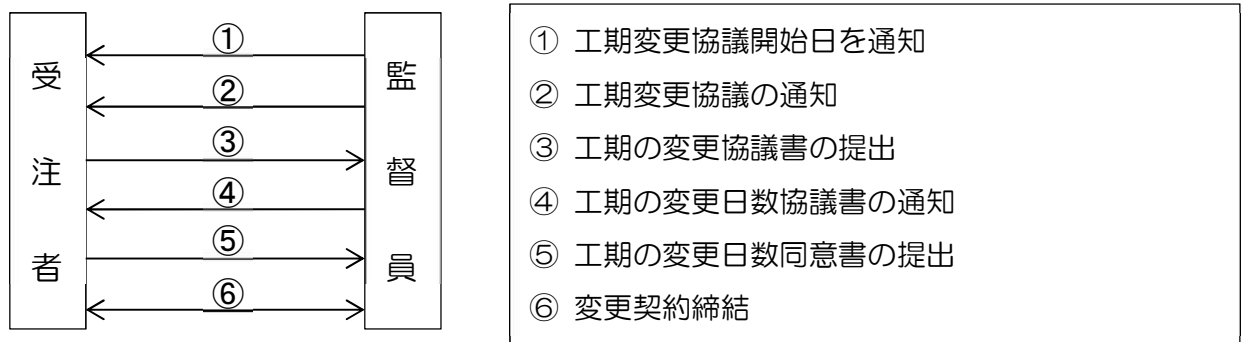 受注者
①
②
③
④
⑤
⑥
監督員
① 工期変更協議開始日を通知
② 工期変更協議の通知
③ 工期の変更協議書の提出
④ 工期の変更日数協議書の通知
⑤ 工期の変更日数同意書の提出
⑥ 変更契約締結